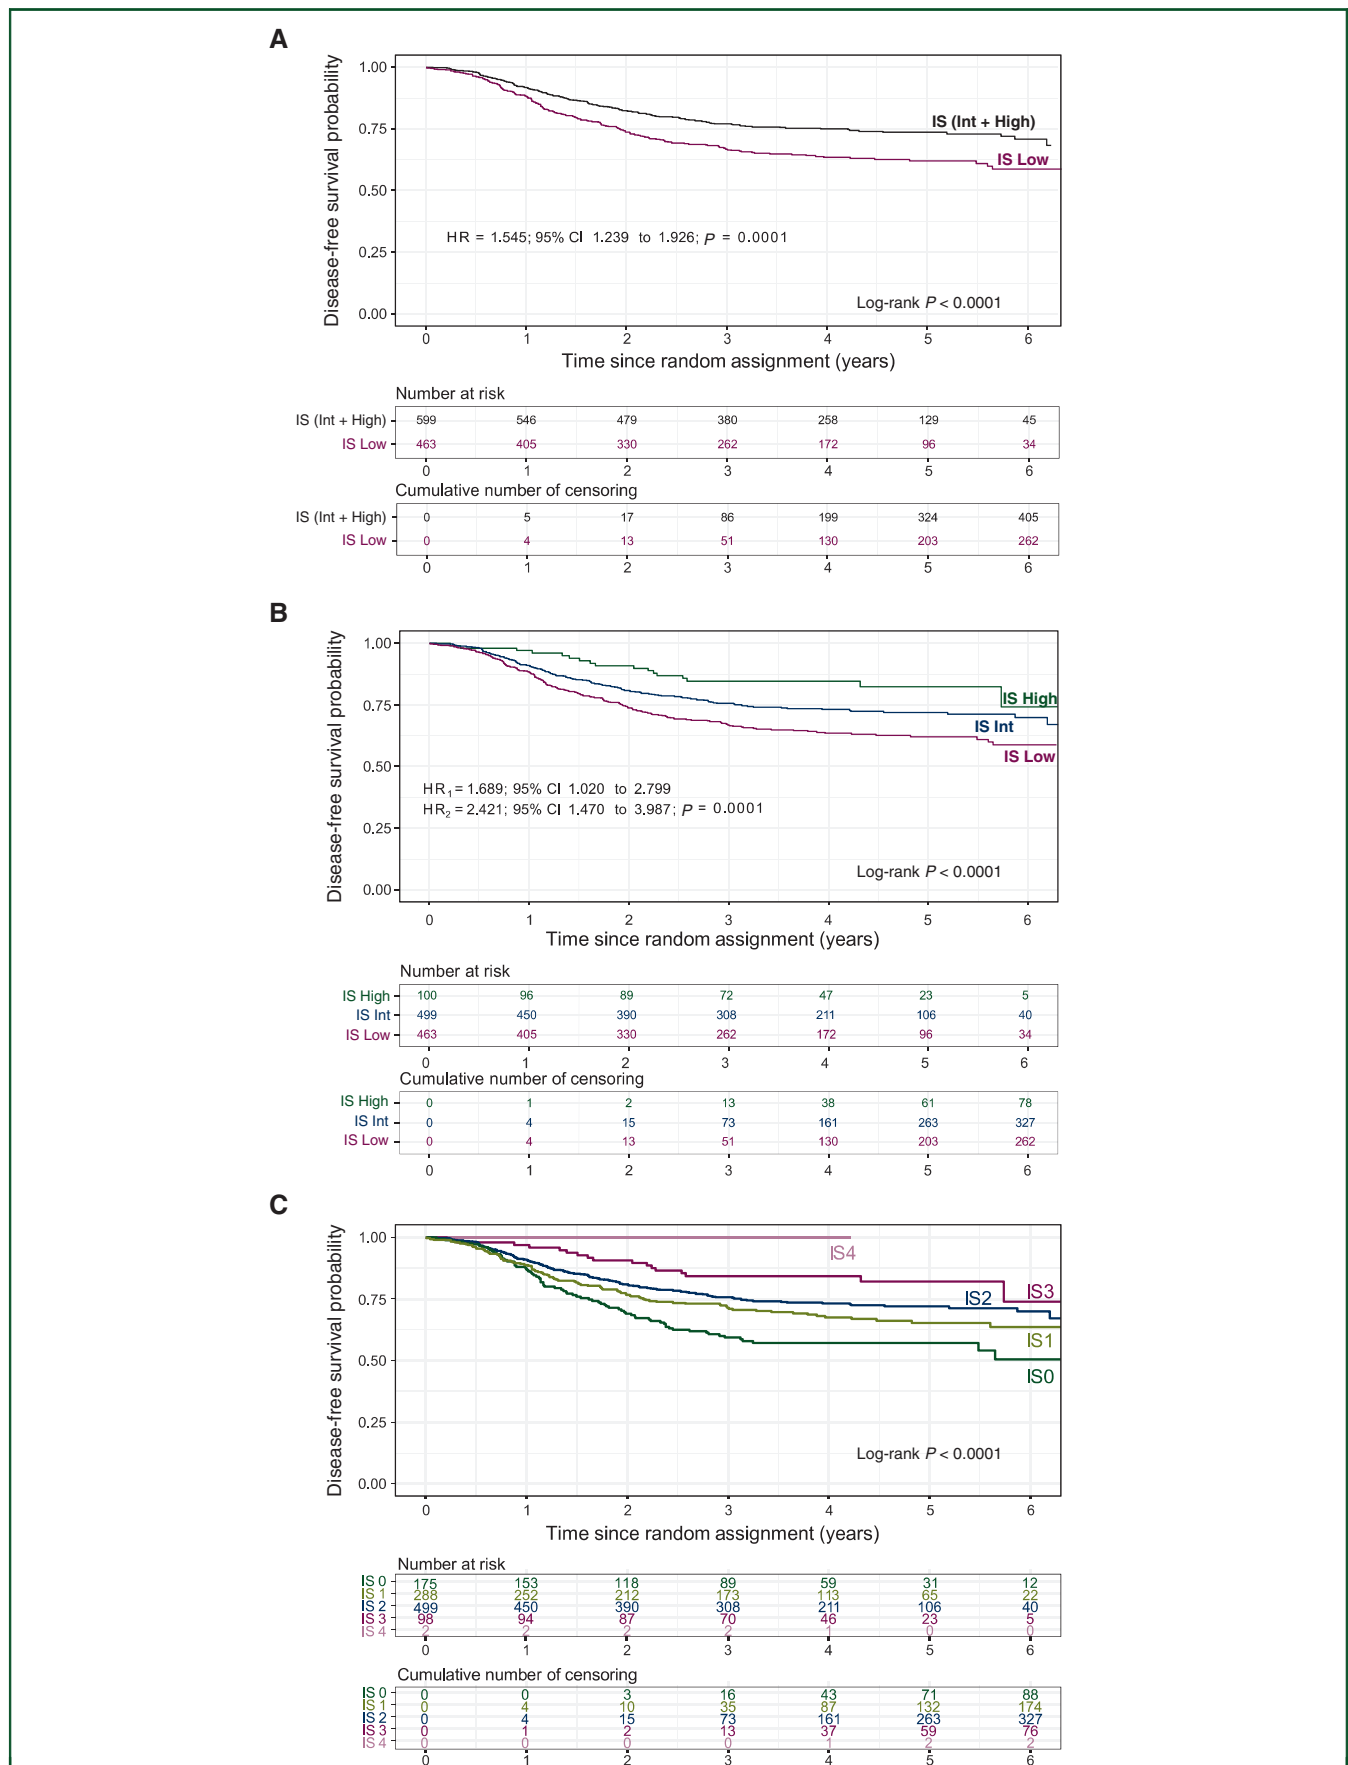 A
Disease-free survival probability
1.00
0.75
0.50
0.25
0.00
IS (Int + High)
IS Low
HR = 1.545; 95% CI 1.239 to 1.926; P = 0.0001
Log-rank P < 0.0001
0 1 2 3 4 5 6
Time since random assignment (years)
Number at risk
IS (Int + High) 599 546 479 380 258 129 45
IS Low 463 405 330 262 172 96 34
0 1 2 3 4 5 6
Cumulative number of censoring
IS (Int + High) 0 5 17 86 199 324 405
IS Low 0 4 13 51 130 203 262
0 1 2 3 4 5 6
B
Disease-free survival probability
1.00
0.75
0.50
0.25
0.00
IS High
IS Int
IS Low
HR1 = 1.689; 95% CI 1.020 to 2.799
HR2 = 2.421; 95% CI 1.470 to 3.987; P = 0.0001
Log-rank P < 0.0001
0 1 2 3 4 5 6
Time since random assignment (years)
Number at risk
IS High 100 96 89 72 47 23 5
IS Int 499 450 390 308 211 106 40
IS Low 463 405 330 262 172 96 34
0 1 2 3 4 5 6
Cumulative number of censoring
IS High 0 1 2 13 38 61 78
IS Int 0 4 15 73 161 263 327
IS Low 0 4 13 51 130 203 262
0 1 2 3 4 5 6
C
Disease-free survival probability
1.00
0.75
0.50
0.25
0.00
IS4
IS3
IS2
IS1
IS0
Log-rank P < 0.0001
0 1 2 3 4 5 6
Time since random assignment (years)
Number at risk
IS 0 175 153 118 89 59 31 12
IS 1 288 252 212 173 113 65 22
IS 2 499 450 390 308 211 106 40
IS 3 98 94 87 70 46 23 5
IS 4 2 2 2 2 1 0 0
0 1 2 3 4 5 6
Cumulative number of censoring
IS 0 0 0 3 16 43 71 88
IS 1 0 4 10 35 87 132 174
IS 2 0 4 15 73 161 263 327
IS 3 0 1 2 13 37 59 76
IS 4 0 0 0 0 1 2 2
0 1 2 3 4 5 6